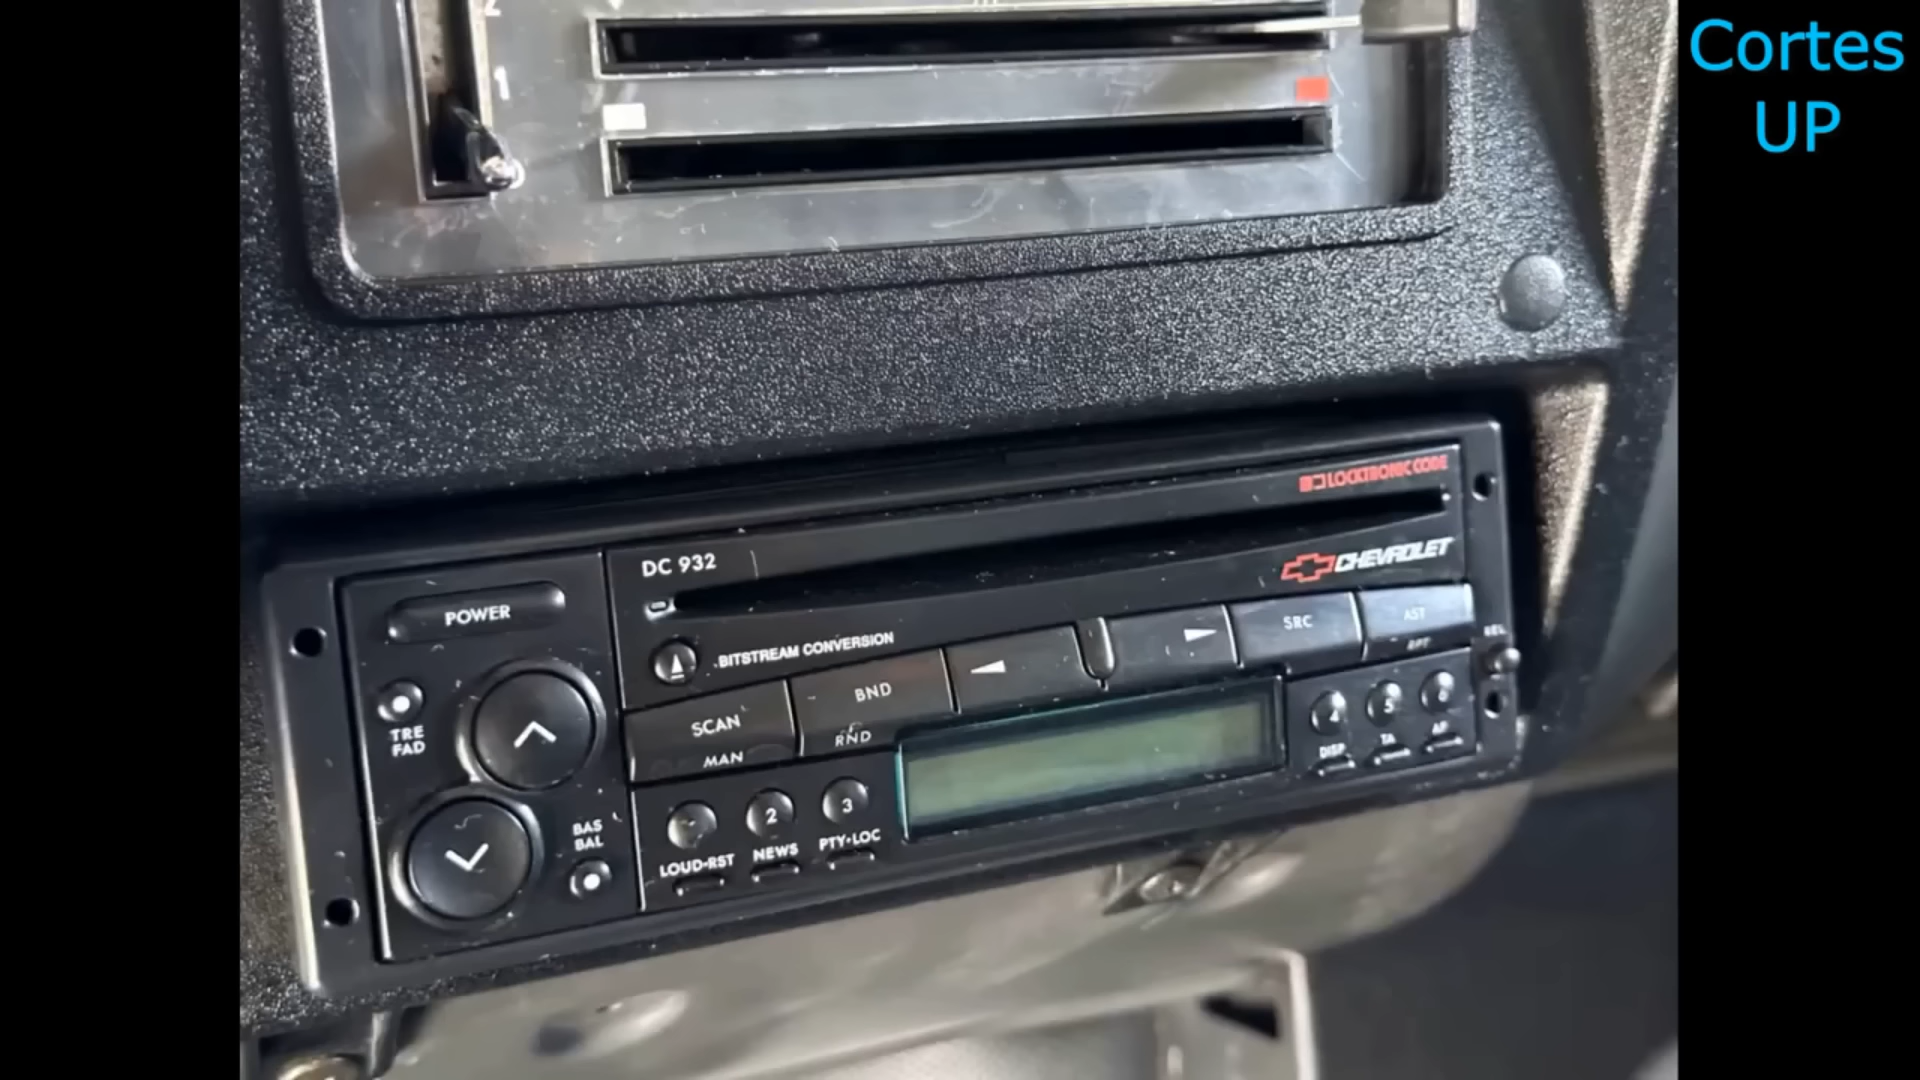 Cortes
UP
1
LOCKTRONIC CODE
DC 932
CHEVROLET
POWER
BITSTREAM CONVERSION
SRC
AST
SCAN
BND
MAN
RND
TRE
FAD
4
5
6
DISP
TA
AF
2
3
BAS
BAL
LOUD•RST
NEWS
PTY•LOC